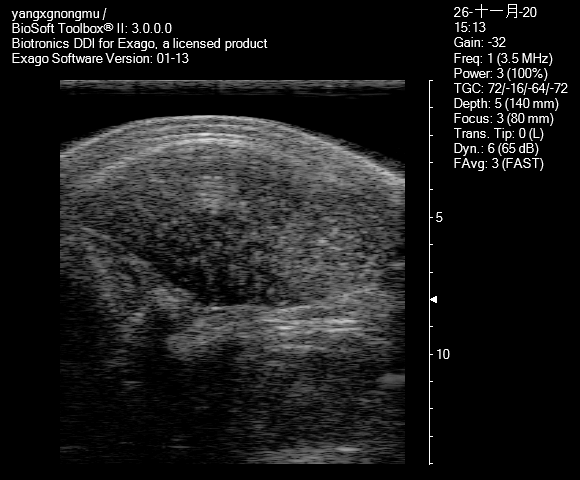 yangxgnongmu /
BioSoft Toolbox® II: 3.0.0.0
Biotronics DDI for Exago, a licensed product
Exago Software Version: 01-13
26-十一月-20
15:13
Gain: -32
Freq: 1 (3.5 MHz)
Power: 3 (100%)
TGC: 72/-16/-64/-72
Depth: 5 (140 mm)
Focus: 3 (80 mm)
Trans. Tip: 0 (L)
Dyn.: 6 (65 dB)
FAvg: 3 (FAST)
5
10